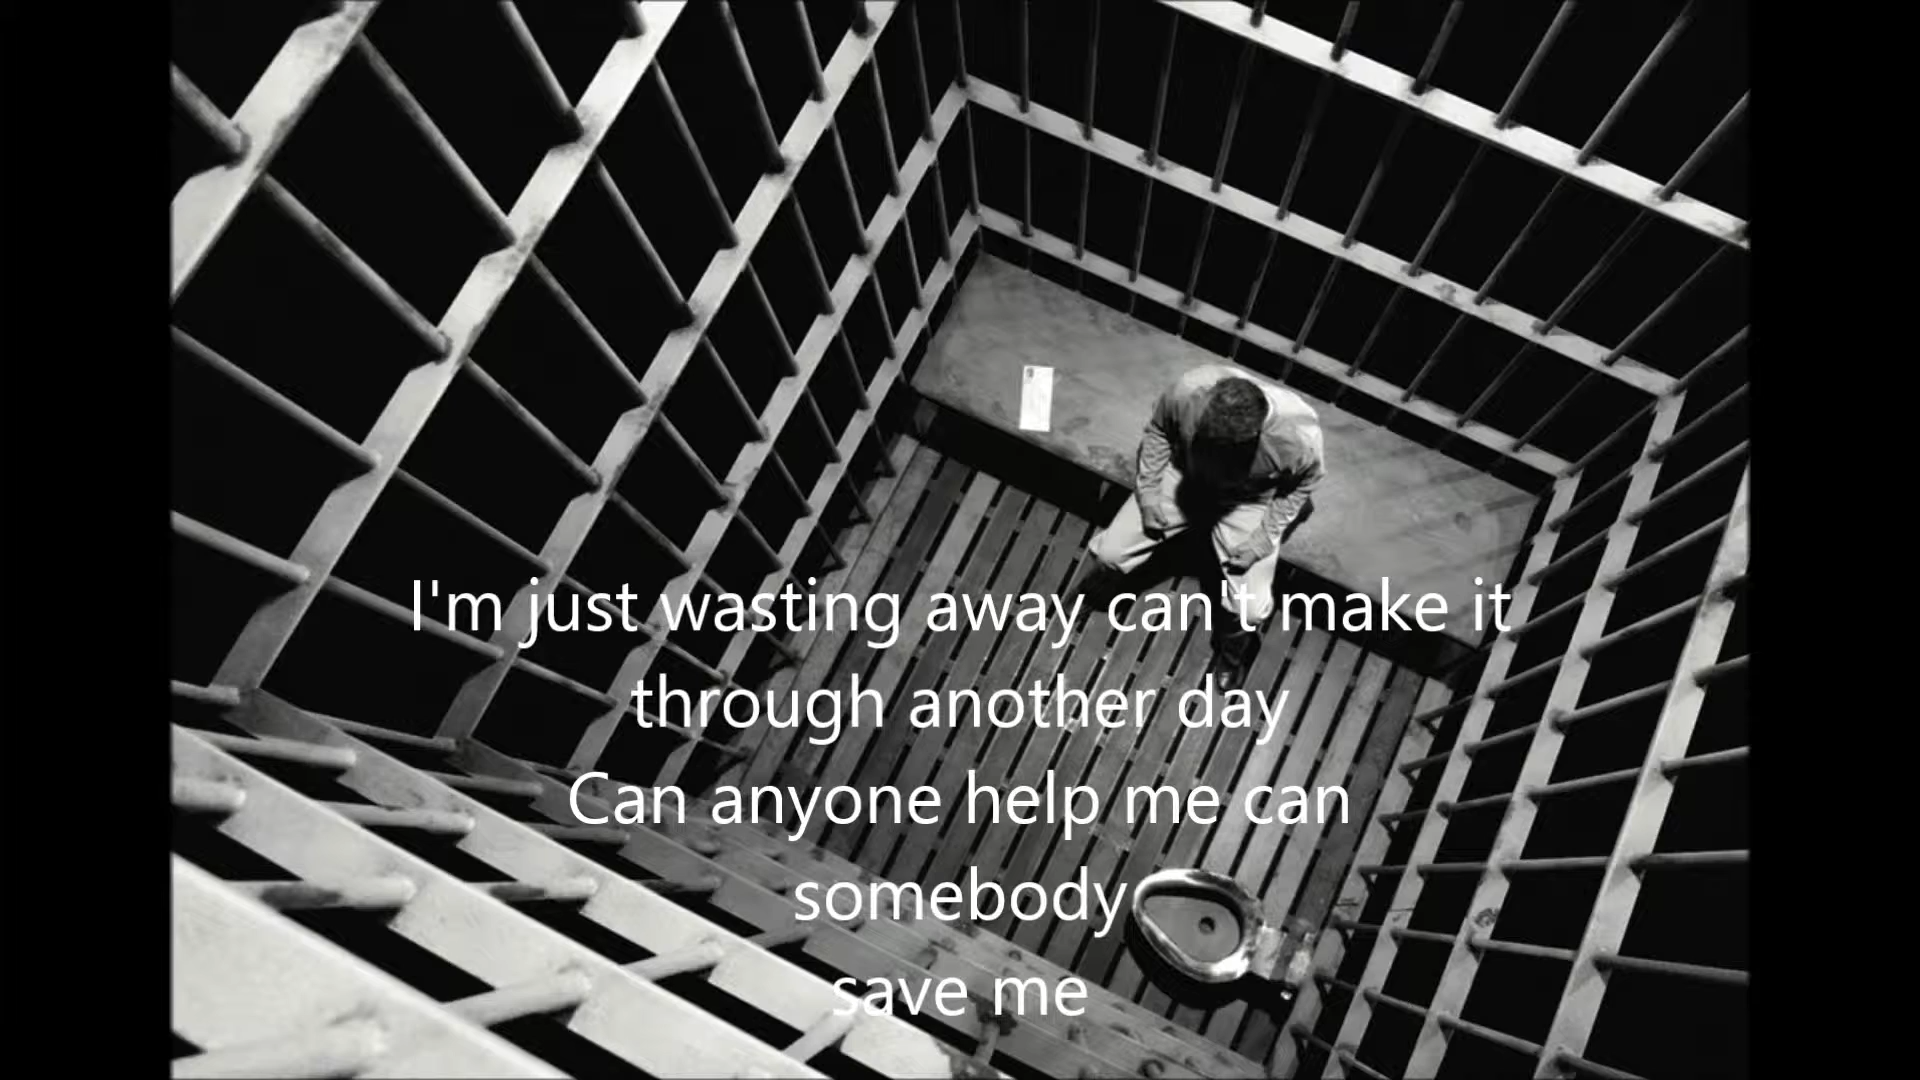 I'm just wasting away can't make it
through another day
Can anyone help me can
somebody
save me